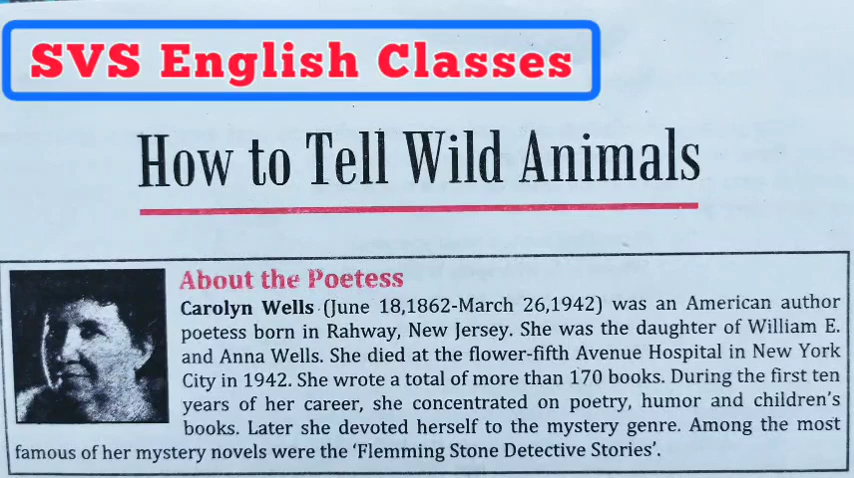 SVS English Classes
How to Tell Wild Animals
About the Poetess
Carolyn Wells (June 18,1862-March 26,1942) was an American author
poetess born in Rahway, New Jersey. She was the daughter of William E.
and Anna Wells. She died at the flower-fifth Avenue Hospital in New York
City in 1942. She wrote a total of more than 170 books. During the first ten
years of her career, she concentrated on poetry, humor and children's
books. Later she devoted herself to the mystery genre. Among the most
famous of her mystery novels were the 'Flemming Stone Detective Stories'.